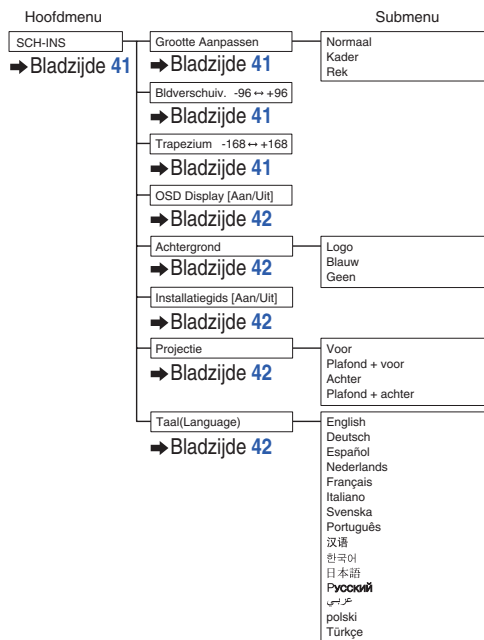 Hoofdmenu Submenu
SCH-INS
➡Bladzijde 41
Grootte Aanpassen
➡Bladzijde 41
Normaal
Kader
Rek
Bldverschuiv. -96 ↔ +96
➡Bladzijde 41
Trapezium -168 ↔ +168
➡Bladzijde 41
OSD Display [Aan/Uit]
➡Bladzijde 42
Achtergrond
➡Bladzijde 42
Logo
Blauw
Geen
Installatiegids [Aan/Uit]
➡Bladzijde 42
Projectie
➡Bladzijde 42
Voor
Plafond + voor
Achter
Plafond + achter
Taal(Language)
➡Bladzijde 42
English
Deutsch
Español
Nederlands
Français
Italiano
Svenska
Português
汉语
한국어
日本語
Русский
عربي
polski
Türkçe